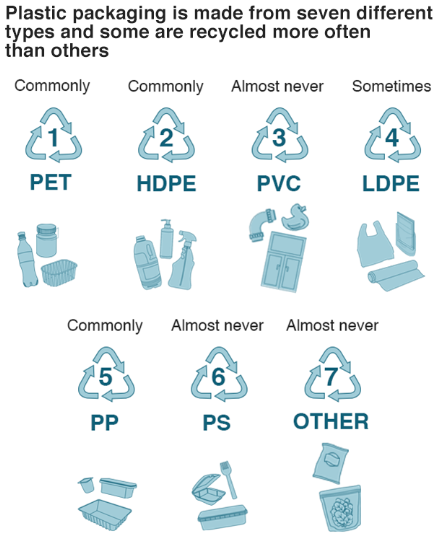 Plastic packaging is made from seven different
types and some are recycled more often
than others
Commonly
Commonly
Almost never
Sometimes
1
2
3
4
PET
HDPE
PVC
LDPE
Commonly
Almost never
Almost never
5
6
7
PP
PS
OTHER